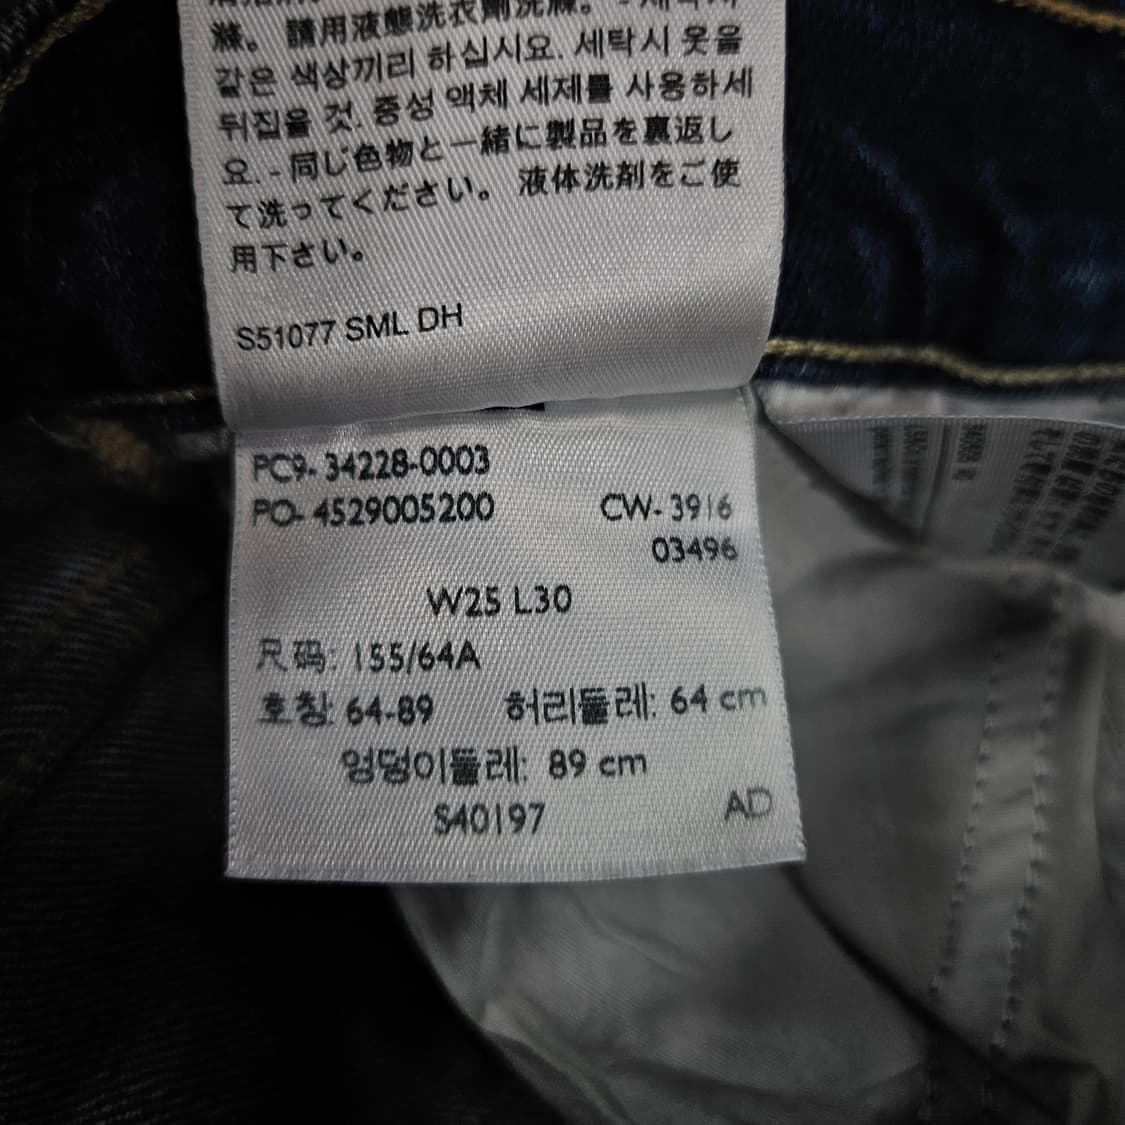 滌。 請用液態洗衣劑洗滌。 - 세탁시
같은 색상끼리 하십시요. 세탁시 옷을
뒤집을 것. 중성 액체 세제를 사용하세
요. - 同じ色物と一緒に製品を裏返し
て洗ってください。 液体洗剤をご使
用下さい。
S51077 SML DH
PC9- 34228-0003
PO- 4529005200 CW- 3916
03496
W25 L30
尺码: 155/64A
호칭: 64-89 허리둘레: 64 cm
엉덩이둘레: 89 cm
S40197 AD